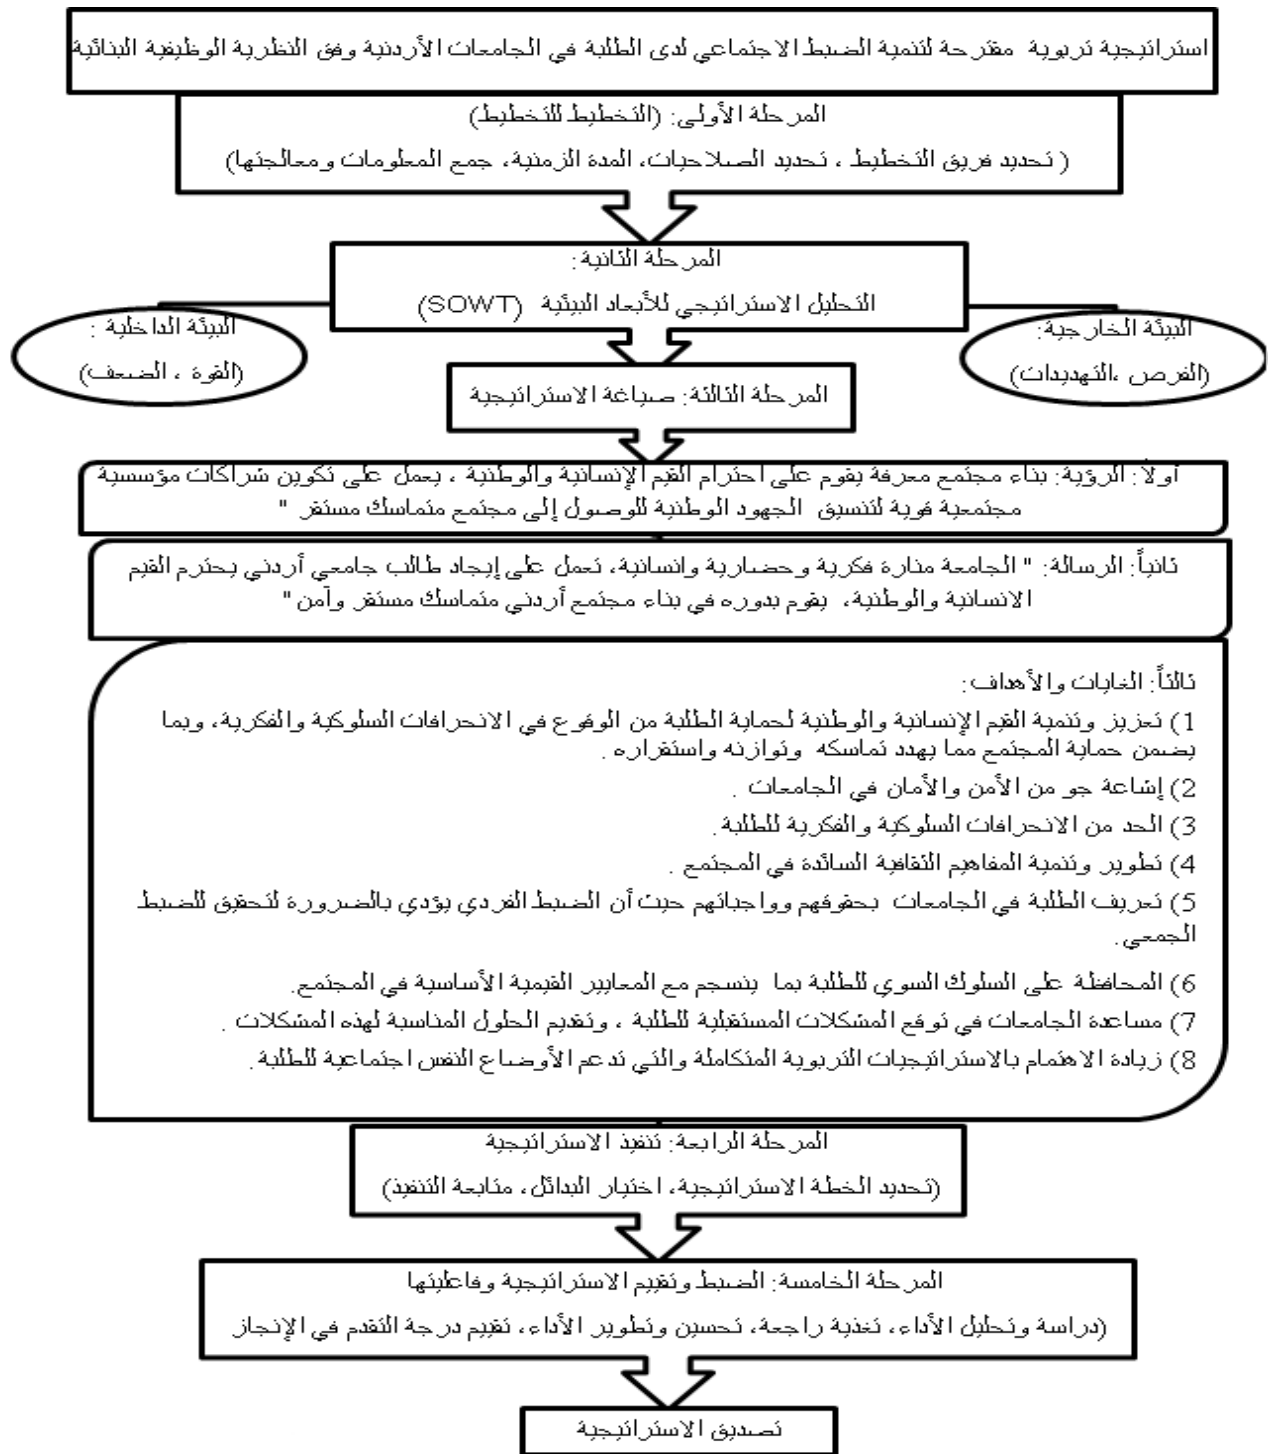 استراتيجية تربوية مقترحة لتنمية الضبط الاجتماعي لدى الطلبة في الجامعات الأردنية وفق النظرية الوظيفية البنائية
المرحلة الأولى: (التخطيط للتخطيط)
( تحديد فريق التخطيط ، تحديد الصلاحيات، المدة الزمنية، جمع المعلومات ومعالجتها)
المرحلة الثانية:
التحليل الاستراتيجي للأبعاد البيئية (SOWT)
البيئة الخارجية:
(الفرص ،التهديدات)
البيئة الداخلية :
(القوة ، الضعف)
المرحلة الثالثة: صياغة الاستراتيجية
أولاً: الرؤية: بناء مجتمع معرفة يقوم على احترام القيم الإنسانية والوطنية ، يعمل على تكوين شراكات مؤسسية
مجتمعية قوية لتنسيق الجهود الوطنية للوصول إلى مجتمع متماسك مستقر "
ثانياً: الرسالة: " الجامعة منارة فكرية وحضارية وانسانية، تعمل على إيجاد طالب جامعي أردني يحترم القيم
الانسانية والوطنية، يقوم بدوره في بناء مجتمع أردني متماسك مستقر وآمن"
ثالثاً: الغايات والأهداف:
1) تعزيز وتنمية القيم الإنسانية والوطنية لحماية الطلبة من الوقوع في الانحرافات السلوكية والفكرية، وبما
يضمن حماية المجتمع مما يهدد تماسكه وتوازنه واستقراره .
2) إشاعة جو من الأمن والأمان في الجامعات .
3) الحد من الانحرافات السلوكية والفكرية للطلبة.
4) تطوير وتنمية المفاهيم الثقافية السائدة في المجتمع .
5) تعريف الطلبة في الجامعات بحقوقهم وواجباتهم حيث أن الضبط الفردي يؤدي بالضرورة لتحقيق للضبط
الجمعي.
6) المحافظة على السلوك السوي للطلبة بما ينسجم مع المعايير القيمية الأساسية في المجتمع.
7) مساعدة الجامعات في توقع المشكلات المستقبلية للطلبة ، وتقديم الحلول المناسبة لهذه المشكلات .
8) زيادة الاهتمام بالاستراتيجيات التربوية المتكاملة والتي تدعم الأوضاع النفس اجتماعية للطلبة.
المرحلة الرابعة: تنفيذ الاستراتيجية
(تحديد الخطة الاستراتيجية، اختيار البدائل، متابعة التنفيذ)
المرحلة الخامسة: الضبط وتقييم الاستراتيجية وفاعليتها
(دراسة وتحليل الأداء، تغذية راجعة، تحسين وتطوير الأداء، تقييم درجة التقدم في الإنجاز
تصديق الاستراتيجية